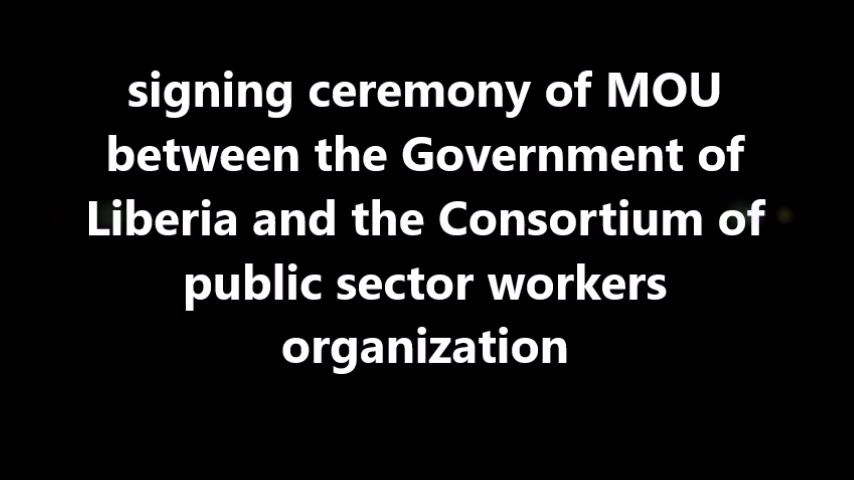 signing ceremony of MOU
between the Government of
Liberia and the Consortium of
public sector workers
organization